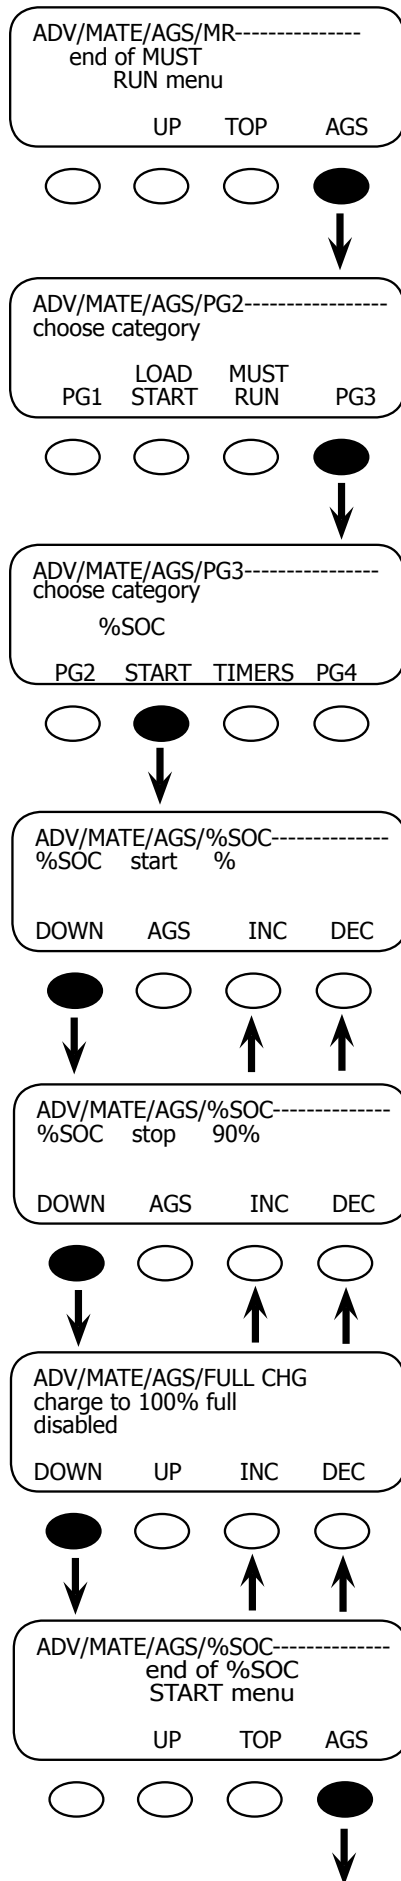 ADV/MATE/AGS/MR---------------
end of MUST
RUN menu
UP TOP AGS
ADV/MATE/AGS/PG2-----------------
choose category
LOAD MUST
PG1 START RUN PG3
ADV/MATE/AGS/PG3----------------
choose category
%SOC
PG2 START TIMERS PG4
ADV/MATE/AGS/%SOC--------------
%SOC start %
DOWN AGS INC DEC
ADV/MATE/AGS/%SOC--------------
%SOC stop 90%
DOWN AGS INC DEC
ADV/MATE/AGS/FULL CHG
charge to 100% full
disabled
DOWN UP INC DEC
ADV/MATE/AGS/%SOC--------------
end of %SOC
START menu
UP TOP AGS